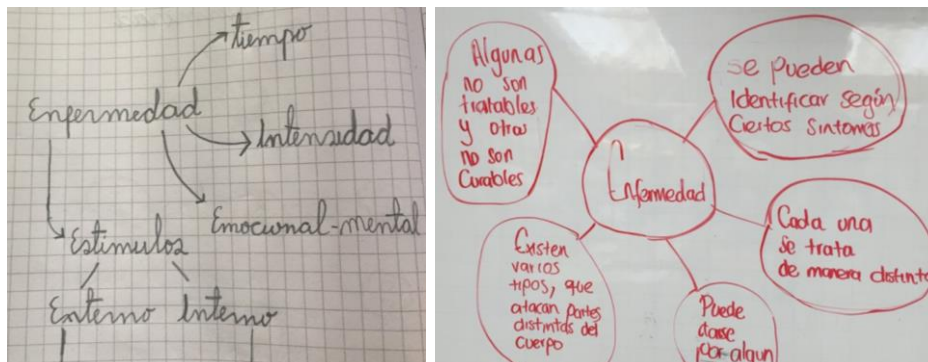 tiempo
Enfermedad
Intensidad
Emocional-mental
Estimulos
Externo Interno
Algunas
no son
tratables
y otras
no son
Curables
Se pueden
Identificar según
Ciertos Sintomas
Enfermedad
Cada una
se trata
de manera distinta
Existen
varios
tipos, que
atacan partes
distintas del
cuerpo
Puede
darse
por algun